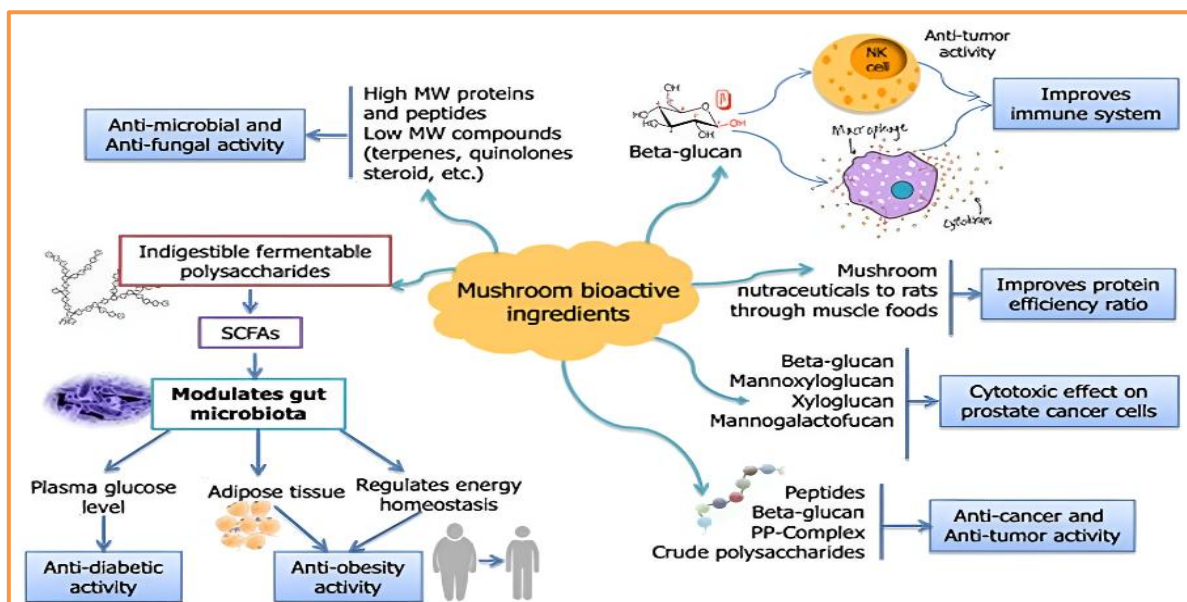 High MW proteins
and peptides
Low MW compounds
(terpenes, quinolones
steroid, etc.)
Anti-microbial and
Anti-fungal activity
OH
β
HO
OH
OH
Beta-glucan
NK
cell
Anti-tumor
activity
Macrophage
cytokines
Improves
immune system
Indigestible fermentable
polysaccharides
SCFAs
Modulates gut
microbiota
Plasma glucose
level
Adipose tissue
Regulates energy
homeostasis
Anti-diabetic
activity
Anti-obesity
activity
Mushroom bioactive
ingredients
Mushroom
nutraceuticals to rats
through muscle foods
Improves protein
efficiency ratio
Beta-glucan
Mannoxyloglucan
Xyloglucan
Mannogalactofucan
Cytotoxic effect on
prostate cancer cells
Peptides
Beta-glucan
PP-Complex
Crude polysaccharides
Anti-cancer and
Anti-tumor activity